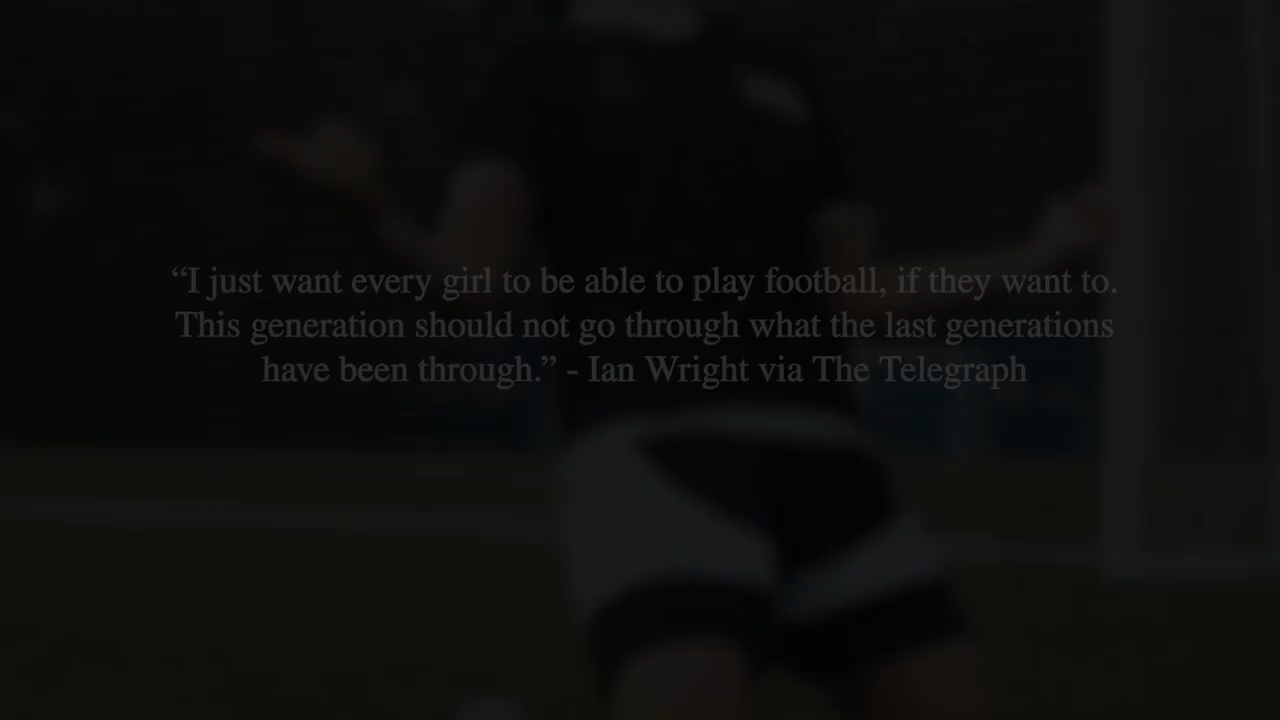 “I just want every girl to be able to play football, if they want to.
This generation should not go through what the last generations
have been through.” - Ian Wright via The Telegraph